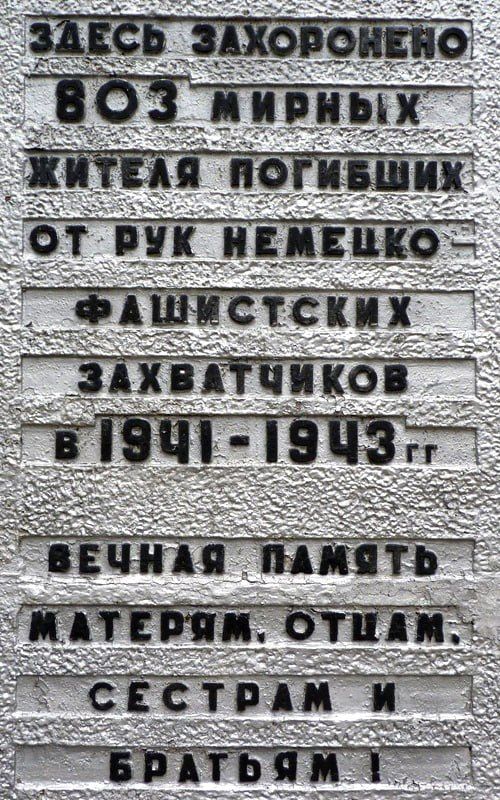 ЗДЕСЬ ЗАХОРОНЕНО
803 МИРНЫХ
ЖИТЕЛЯ ПОГИБШИХ
ОТ РУК НЕМЕЦКО-
ФАШИСТСКИХ
ЗАХВАТЧИКОВ
В 1941-1943 гг
ВЕЧНАЯ ПАМЯТЬ
МАТЕРЯМ, ОТЦАМ,
СЕСТРАМ И
БРАТЬЯМ!